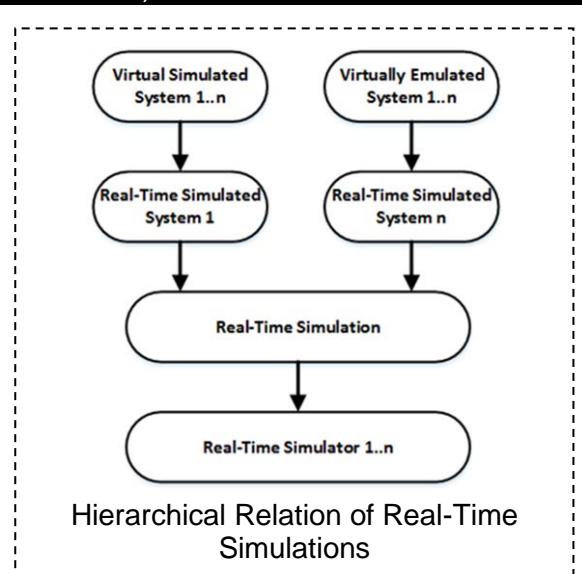 Virtual Simulated
System 1..n
Virtually Emulated
System 1..n
Real-Time Simulated
System 1
Real-Time Simulated
System n
Real-Time Simulation
Real-Time Simulator 1..n
Hierarchical Relation of Real-Time
Simulations